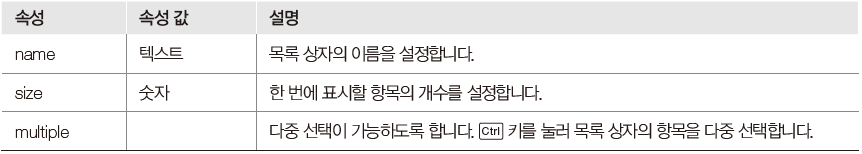 속성 속성 값 설명
name 텍스트 목록 상자의 이름을 설정합니다.
size 숫자 한 번에 표시할 항목의 개수를 설정합니다.
multiple 다중 선택이 가능하도록 합니다. Ctrl 키를 눌러 목록 상자의 항목을 다중 선택합니다.